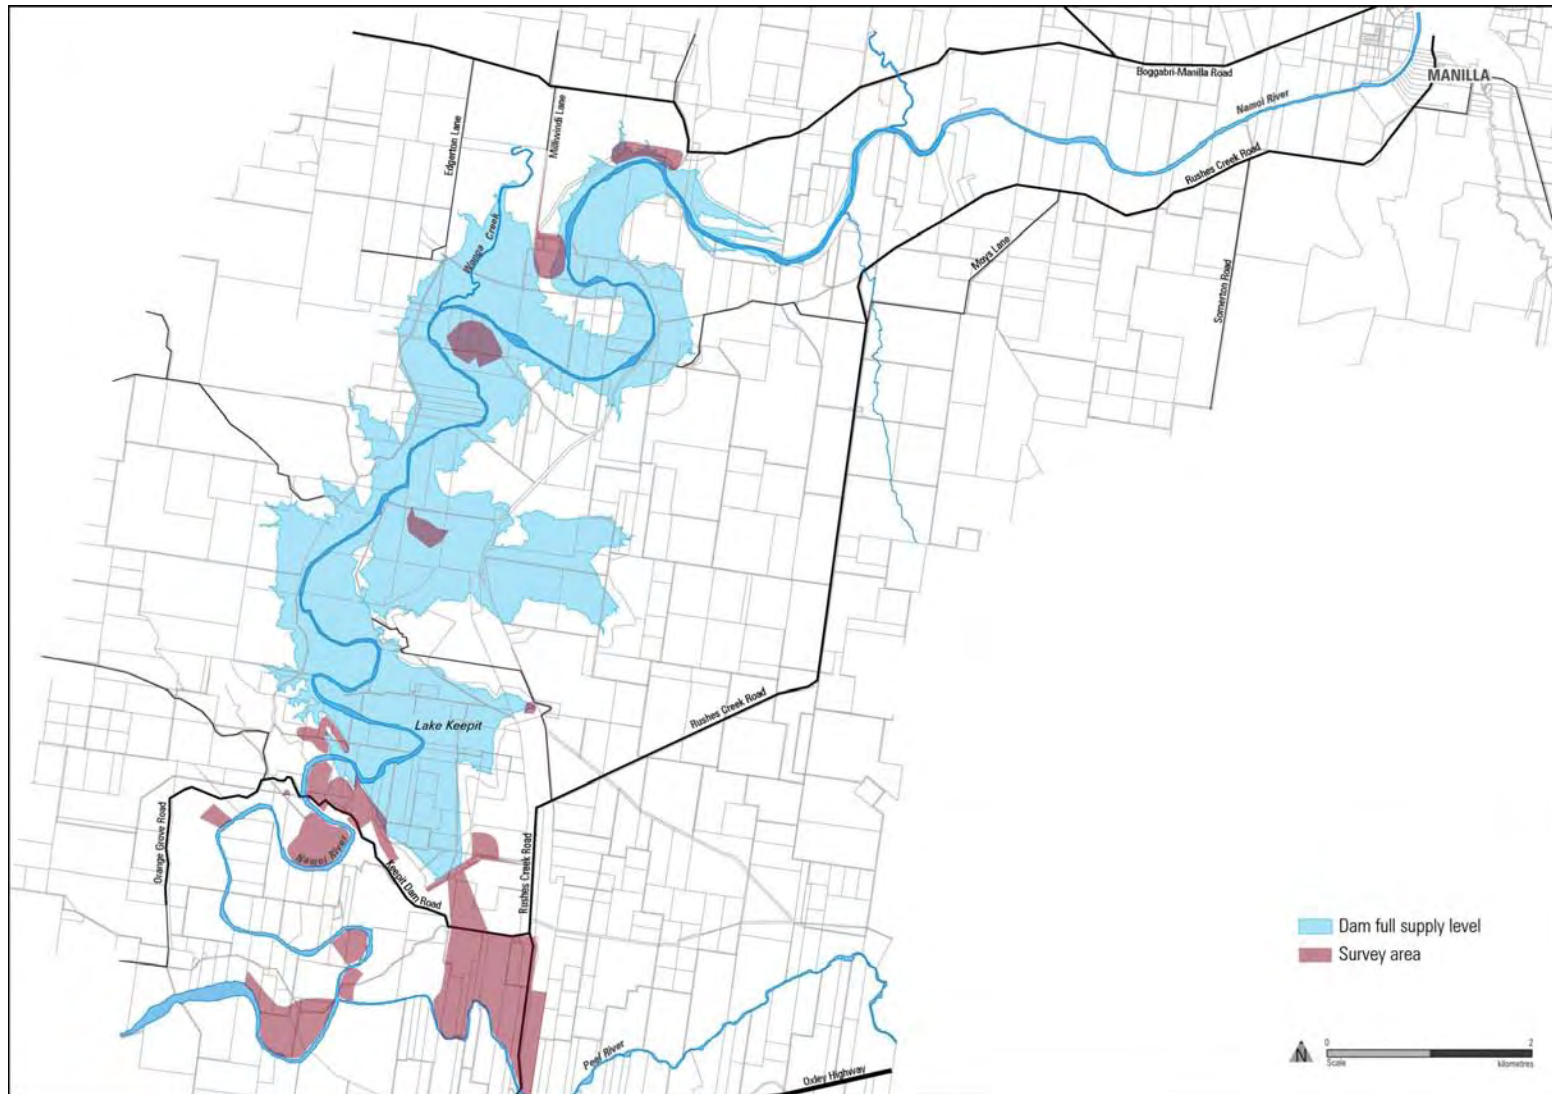 Boggabri-Manilla Road
MANILLA
Namoi River
Milliwindi Lane
Edgerton Lane
Rushes Creek Road
Wanga Creek
Mays Lane
Somerton Road
Rushes Creek Road
Lake Keepit
Orange Grove Road
Namoi River
Keepit Dam Road
Rushes Creek Road
Dam full supply level
Survey area
Peel River
Oxley Highway
N
0 2
Scale kilometres